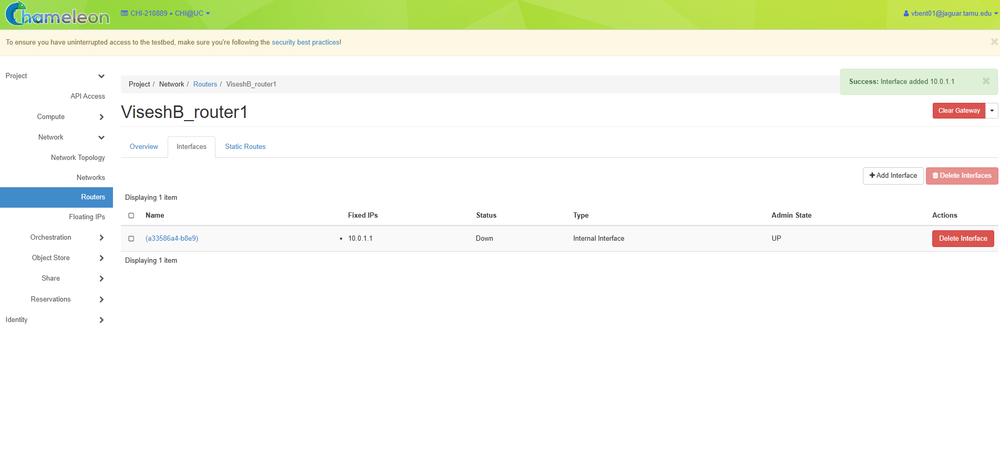 Chameleon
CHI-210889 • CHI@UC
vbent01@jaguar.tamu.edu
To ensure you have uninterrupted access to the testbed, make sure you're following the security best practices!
Project
API Access
Compute
Network
Network Topology
Networks
Routers
Floating IPs
Orchestration
Object Store
Share
Reservations
Identity
Project / Network / Routers / ViseshB_router1
Success: Interface added 10.0.1.1
ViseshB_router1
Clear Gateway
Overview Interfaces Static Routes
Add Interface Delete Interfaces
Displaying 1 item
Name Fixed IPs Status Type Admin State Actions
(a33586a4-b8e9) • 10.0.1.1 Down Internal Interface UP Delete Interface
Displaying 1 item